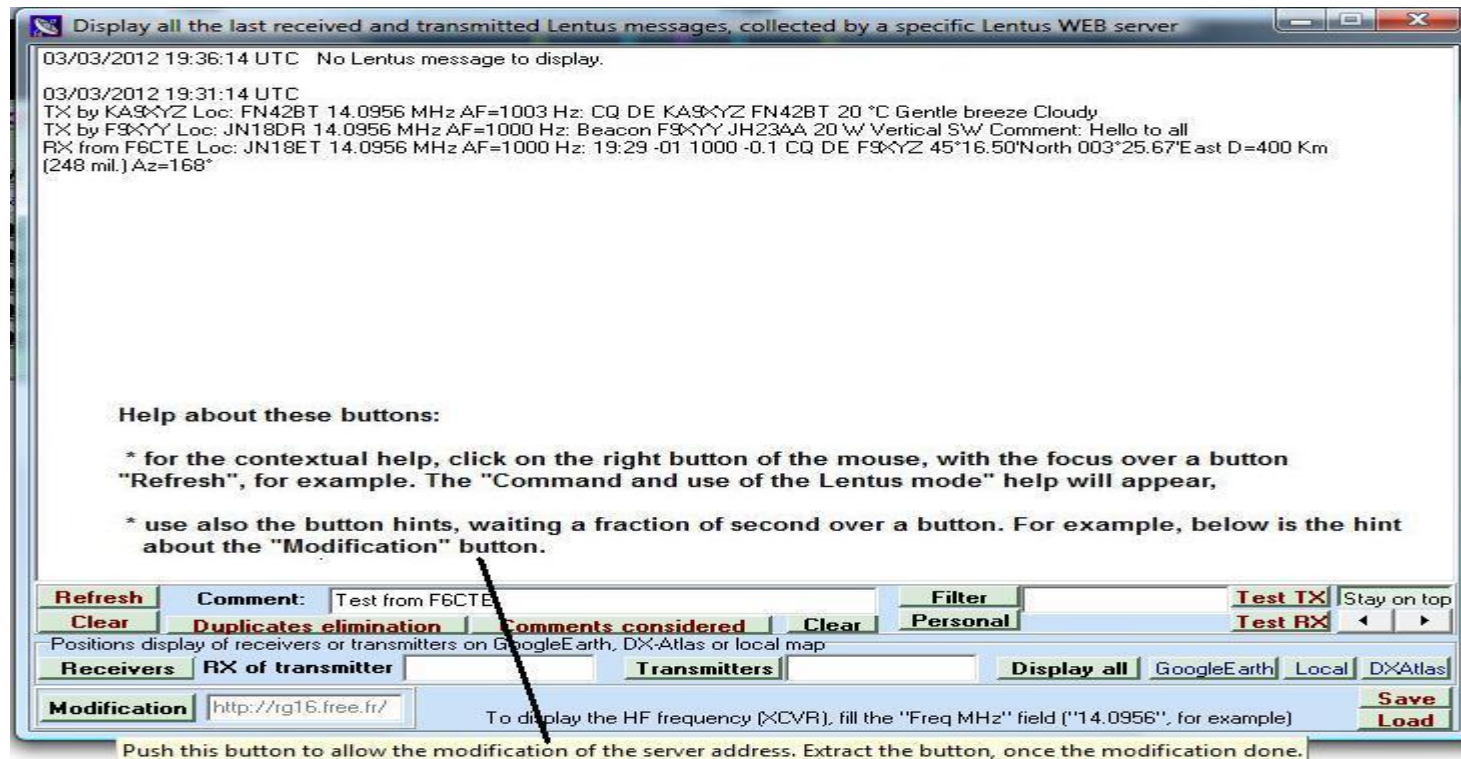 Display all the last received and transmitted Lentus messages, collected by a specific Lentus WEB server
03/03/2012 19:36:14 UTC No Lentus message to display.
03/03/2012 19:31:14 UTC
TX by KA9XYZ Loc: FN42BT 14.0956 MHz AF=1003 Hz: CQ DE KA9XYZ FN42BT 20 °C Gentle breeze Cloudy
TX by F9XYY Loc: JN18DR 14.0956 MHz AF=1000 Hz: Beacon F9XYY JH23AA 20 W Vertical SW Comment: Hello to all
RX from F6CTE Loc: JN18ET 14.0956 MHz AF=1000 Hz: 19:29 -01 1000 -0.1 CQ DE F9XYZ 45°16.50'North 003°25.67'East D=400 Km
(248 mil.) Az=168°
Help about these buttons:
* for the contextual help, click on the right button of the mouse, with the focus over a button
"Refresh", for example. The "Command and use of the Lentus mode" help will appear,
* use also the button hints, waiting a fraction of second over a button. For example, below is the hint
about the "Modification" button.
Refresh Comment: Test from F6CTE Filter Test TX Stay on top
Clear Duplicates elimination Comments considered Clear Personal Test RX
Positions display of receivers or transmitters on GoogleEarth, DX-Atlas or local map
Receivers RX of transmitter Transmitters Display all GoogleEarth Local DXAtlas
Modification http://rg16.free.fr/ To display the HF frequency (XCVR), fill the "Freq MHz" field ("14.0956", for example) Save
Load
Push this button to allow the modification of the server address. Extract the button, once the modification done.